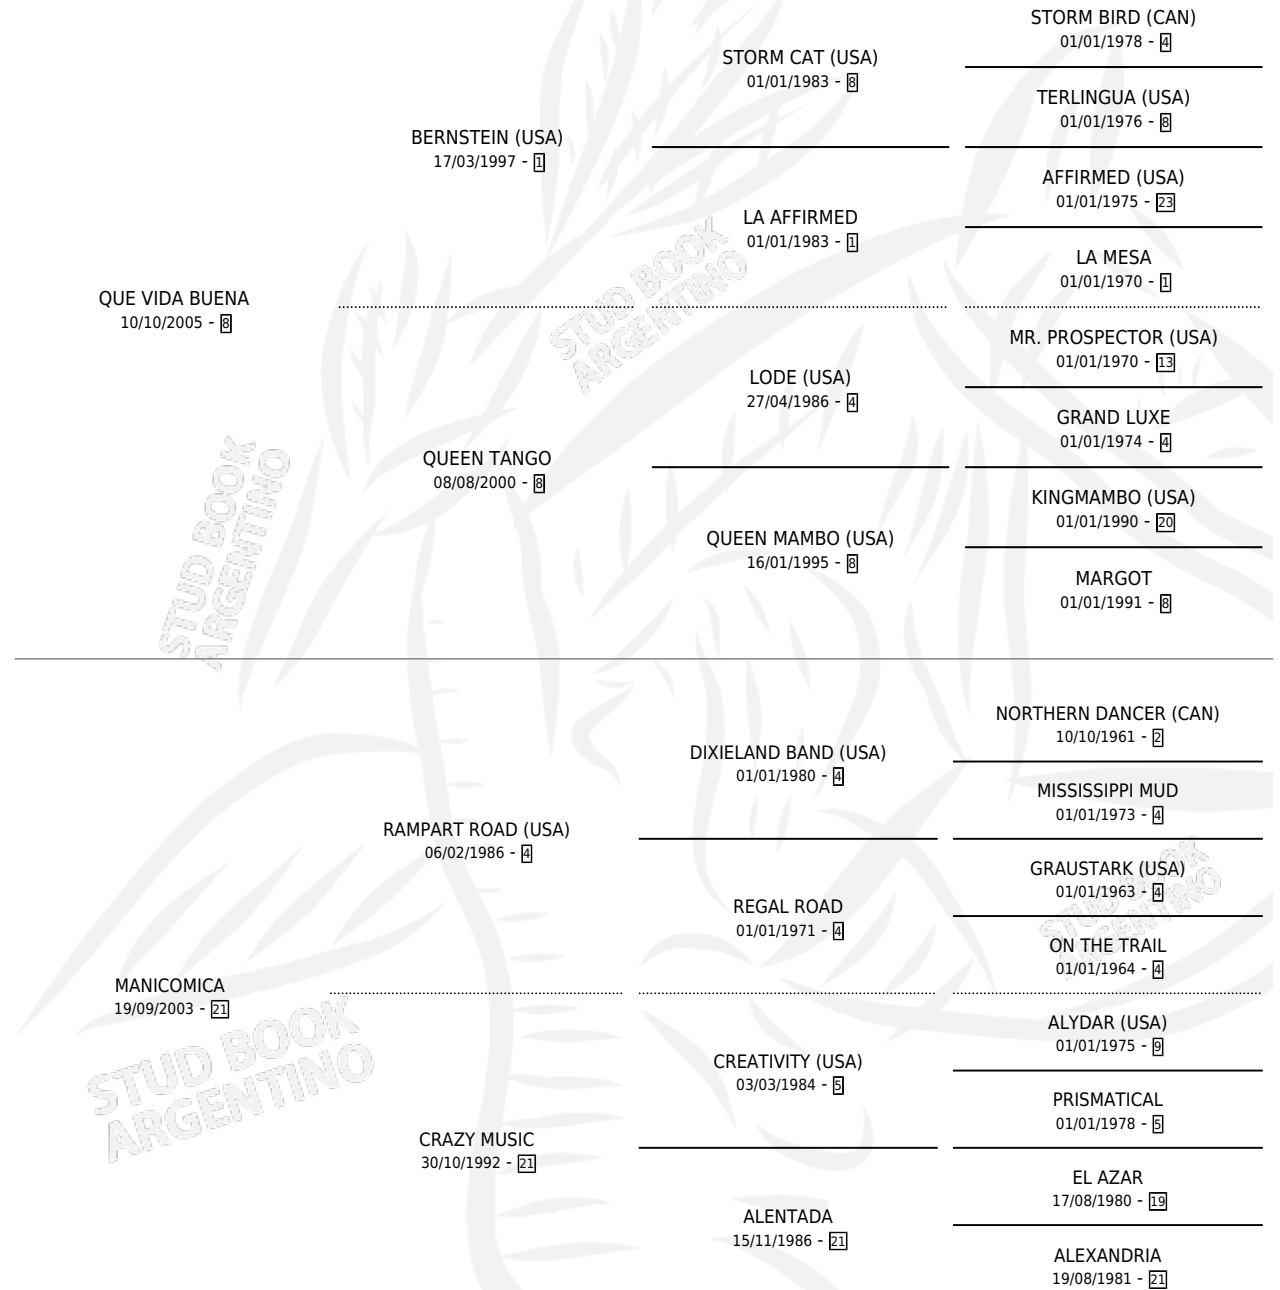 STORM BIRD (CAN)
01/01/1978 - 4
STORM CAT (USA)
01/01/1983 - 8
TERLINGUA (USA)
01/01/1976 - 8
BERNSTEIN (USA)
17/03/1997 - 1
AFFIRMED (USA)
01/01/1975 - 23
LA AFFIRMED
01/01/1983 - 1
LA MESA
01/01/1970 - 1
QUE VIDA BUENA
10/10/2005 - 8
MR. PROSPECTOR (USA)
01/01/1970 - 13
LODE (USA)
27/04/1986 - 4
GRAND LUXE
01/01/1974 - 4
QUEEN TANGO
08/08/2000 - 8
KINGMAMBO (USA)
01/01/1990 - 20
QUEEN MAMBO (USA)
16/01/1995 - 8
MARGOT
01/01/1991 - 8
NORTHERN DANCER (CAN)
10/10/1961 - 2
DIXIELAND BAND (USA)
01/01/1980 - 4
MISSISSIPPI MUD
01/01/1973 - 4
RAMPART ROAD (USA)
06/02/1986 - 4
GRAUSTARK (USA)
01/01/1963 - 4
REGAL ROAD
01/01/1971 - 4
ON THE TRAIL
01/01/1964 - 4
MANICOMICA
19/09/2003 - 21
ALYDAR (USA)
01/01/1975 - 9
CREATIVITY (USA)
03/03/1984 - 5
PRISMATICAL
01/01/1978 - 5
CRAZY MUSIC
30/10/1992 - 21
EL AZAR
17/08/1980 - 19
ALENTADA
15/11/1986 - 21
ALEXANDRIA
19/08/1981 - 21
STUD BOOK
ARGENTINO
STUD BOOK
ARGENTINO
STUD BOOK
ARGENTINO
STUD BOOK
ARGENTINO